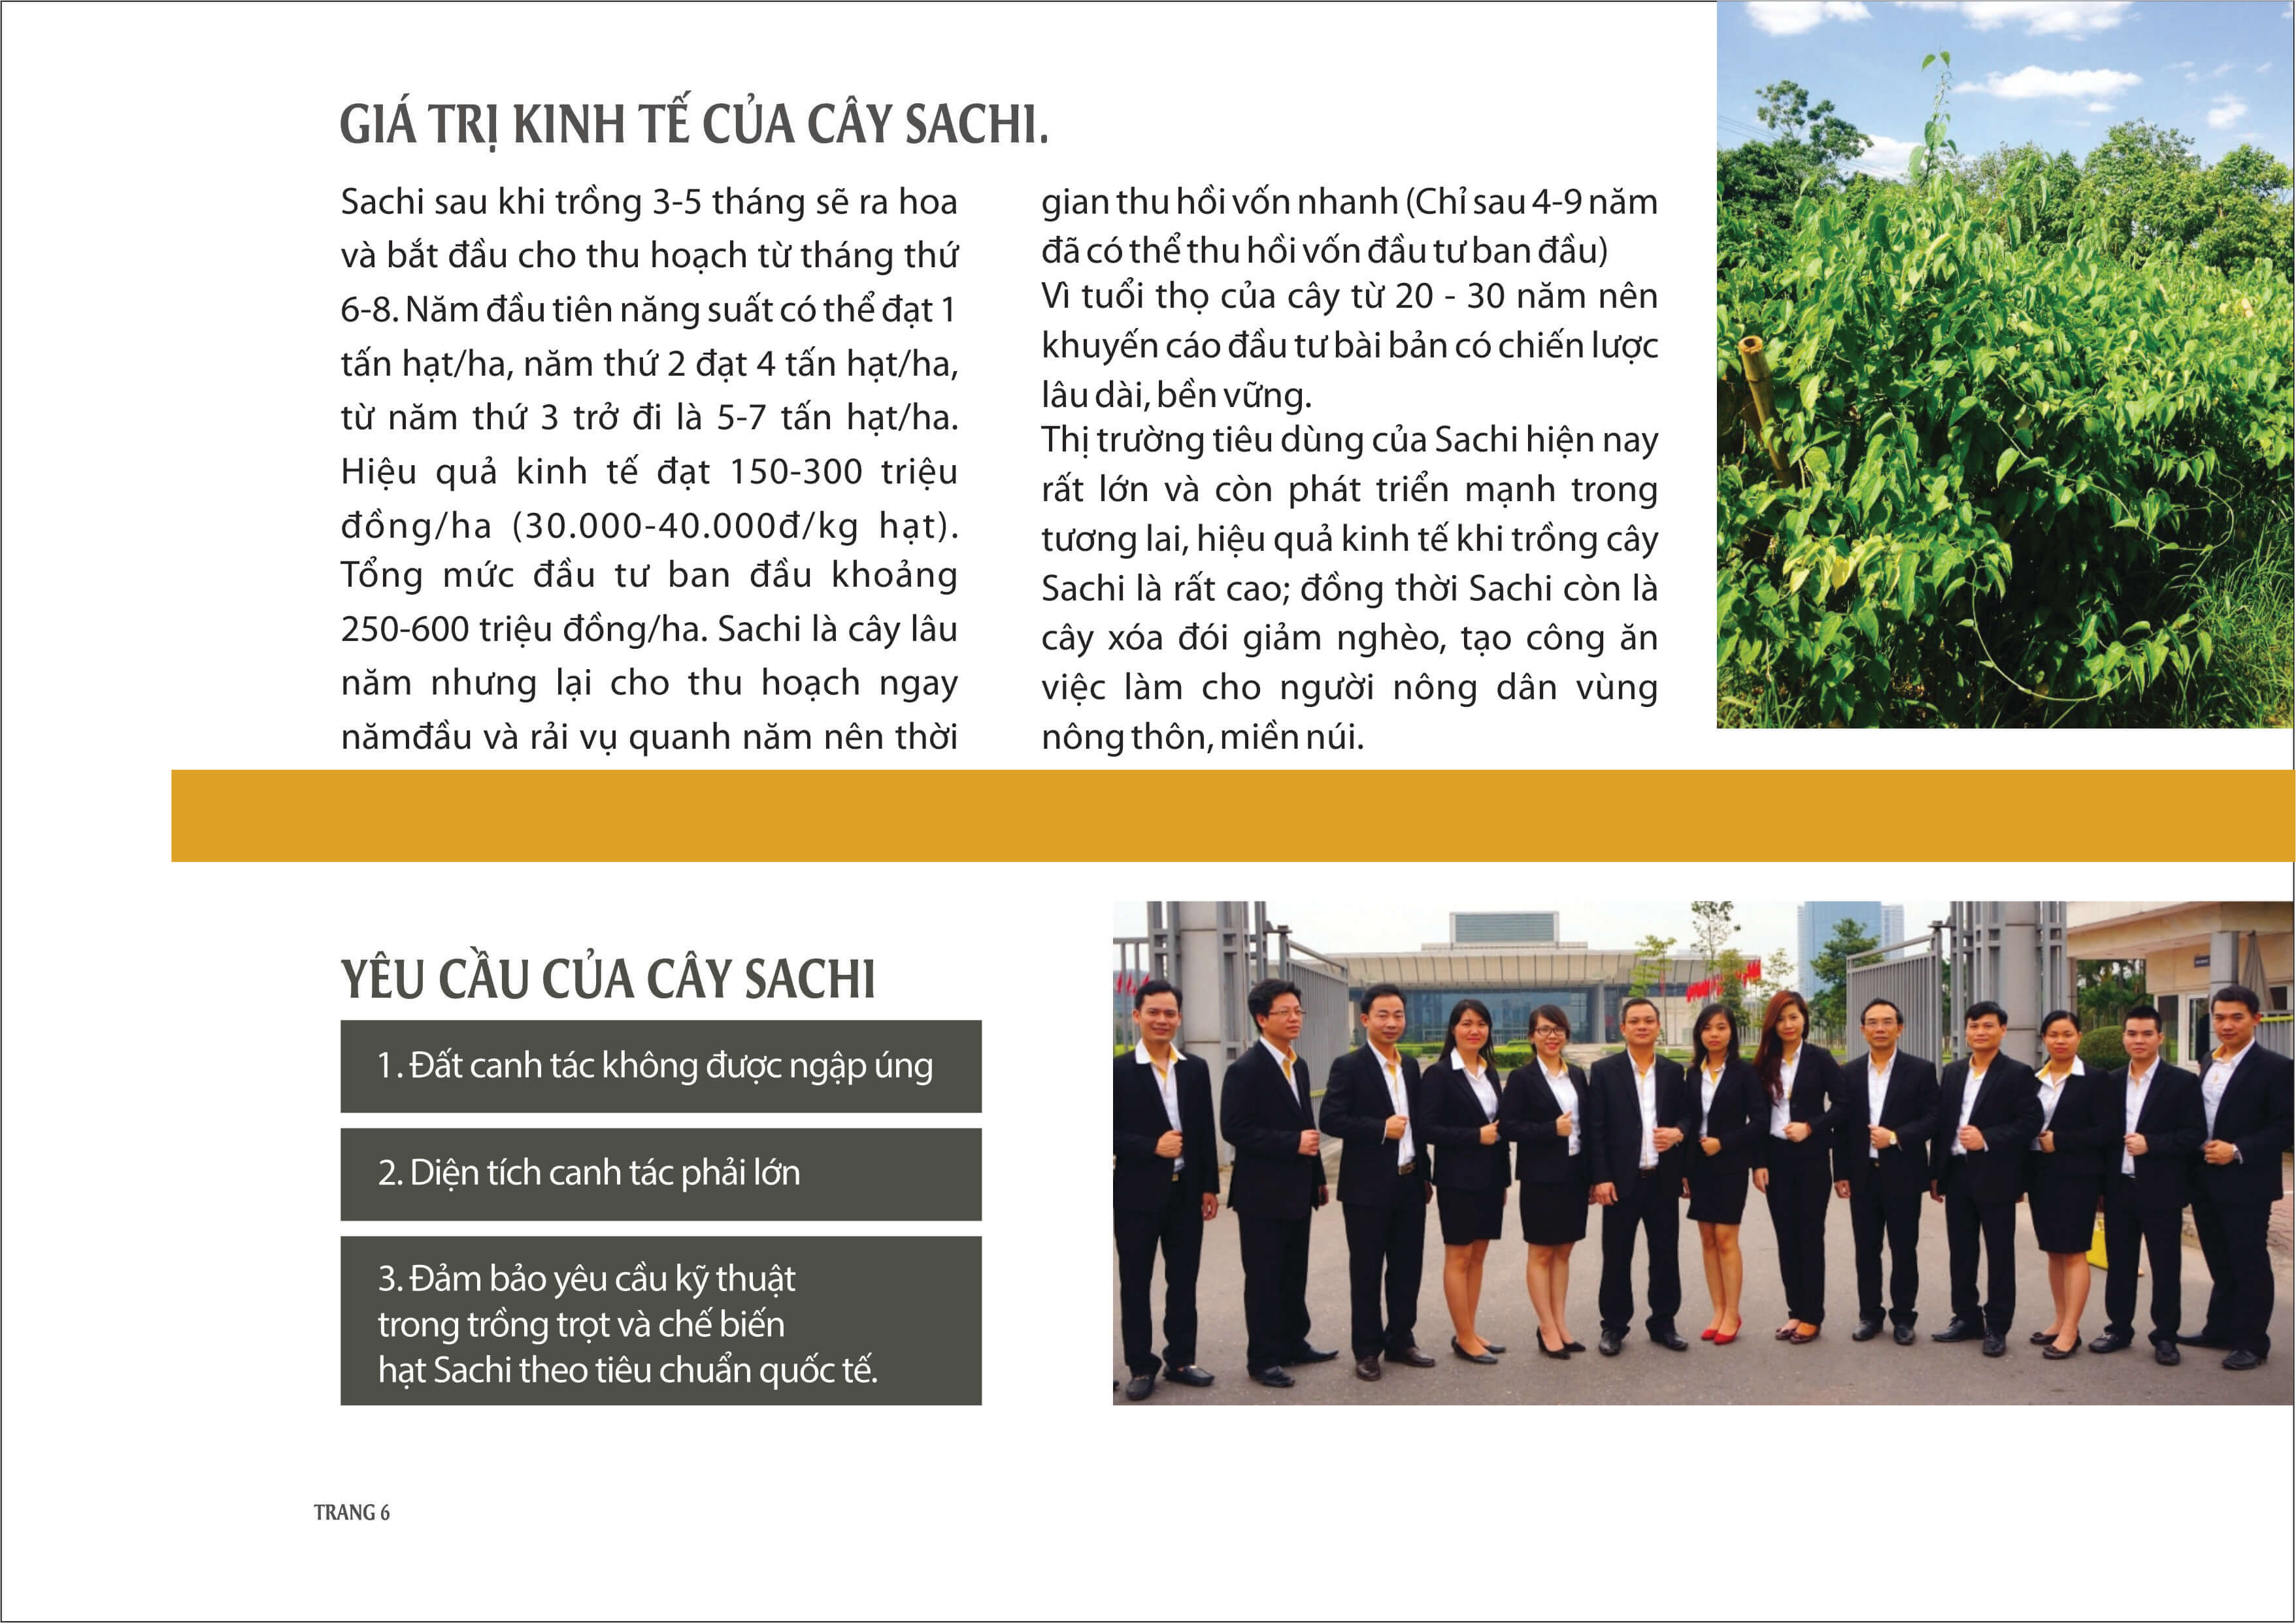 GIÁ TRỊ KINH TẾ CỦA CÂY SACHI.
Sachi sau khi trồng 3-5 tháng sẽ ra hoa
và bắt đầu cho thu hoạch từ tháng thứ
6-8. Năm đầu tiên năng suất có thể đạt 1
tấn hạt/ha, năm thứ 2 đạt 4 tấn hạt/ha,
từ năm thứ 3 trở đi là 5-7 tấn hạt/ha.
Hiệu quả kinh tế đạt 150-300 triệu
đồng/ha (30.000-40.000đ/kg hạt).
Tổng mức đầu tư ban đầu khoảng
250-600 triệu đồng/ha. Sachi là cây lâu
năm nhưng lại cho thu hoạch ngay
nămđầu và rải vụ quanh năm nên thời
gian thu hồi vốn nhanh (Chỉ sau 4-9 năm
đã có thể thu hồi vốn đầu tư ban đầu)
Vì tuổi thọ của cây từ 20 - 30 năm nên
khuyến cáo đầu tư bài bản có chiến lược
lâu dài, bền vững.
Thị trường tiêu dùng của Sachi hiện nay
rất lớn và còn phát triển mạnh trong
tương lai, hiệu quả kinh tế khi trồng cây
Sachi là rất cao; đồng thời Sachi còn là
cây xóa đói giảm nghèo, tạo công ăn
việc làm cho người nông dân vùng
nông thôn, miền núi.
YÊU CẦU CỦA CÂY SACHI
1. Đất canh tác không được ngập úng
2. Diện tích canh tác phải lớn
3. Đảm bảo yêu cầu kỹ thuật
trong trồng trọt và chế biến
hạt Sachi theo tiêu chuẩn quốc tế.
TRANG 6